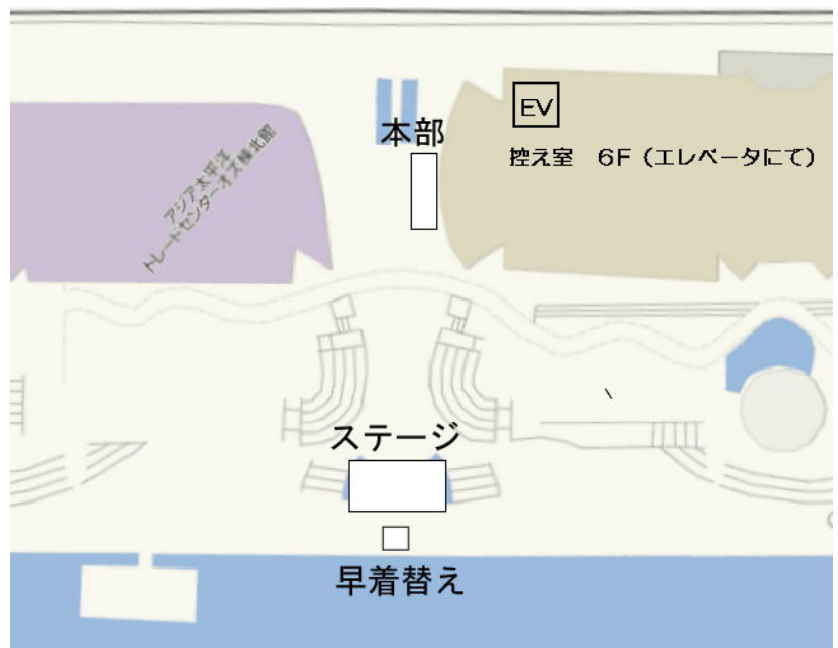 EV
本部
控え室 6F(エレベータにて)
アジア太平洋
トレードセンターオズ棟北館
ステージ
早着替え